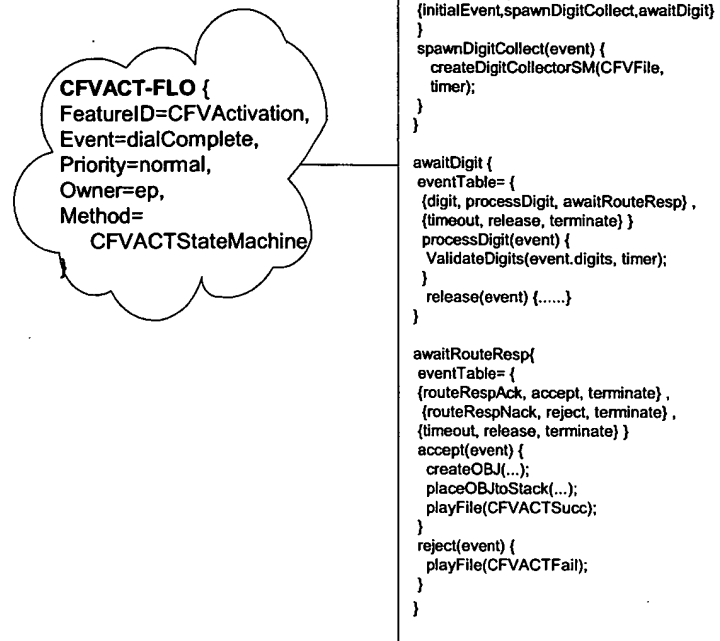 CFVACT-FLO {
FeatureID=CFVActivation,
Event=dialComplete,
Priority=normal,
Owner=ep,
Method=
CFVACTStateMachine
}
{initialEvent,spawnDigitCollect,awaitDigit}
}
spawnDigitCollect(event) {
createDigitCollectorSM(CFVFile,
timer);
}
}
awaitDigit {
eventTable= {
{digit, processDigit, awaitRouteResp} ,
{timeout, release, terminate} }
processDigit(event) {
ValidateDigits(event.digits, timer);
}
release(event) {......}
}
awaitRouteResp{
eventTable= {
{routeRespAck, accept, terminate} ,
{routeRespNack, reject, terminate} ,
{timeout, release, terminate} }
accept(event) {
createOBJ(...);
placeOBJtoStack(...);
playFile(CFVACTSucc);
}
reject(event) {
playFile(CFVACTFail);
}
}